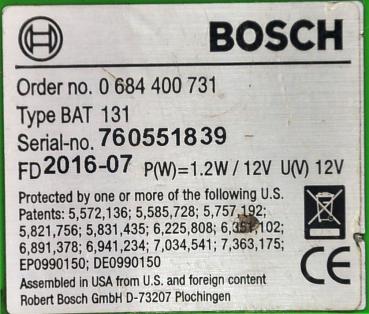 BOSCH
Order no. 0 684 400 731
Type BAT 131
Serial-no. 760551839
FD 2016-07 P(W)=1.2W / 12V U(V) 12V
Protected by one or more of the following U.S.
Patents: 5,572,136; 5,585,728; 5,757,192;
5,821,756; 5,831,435; 6,225,808; 6,351,102;
6,891,378; 6,941,234; 7,034,541; 7,363,175;
EP0990150; DE0990150
CE
Assembled in USA from U.S. and foreign content
Robert Bosch GmbH D-73207 Plochingen